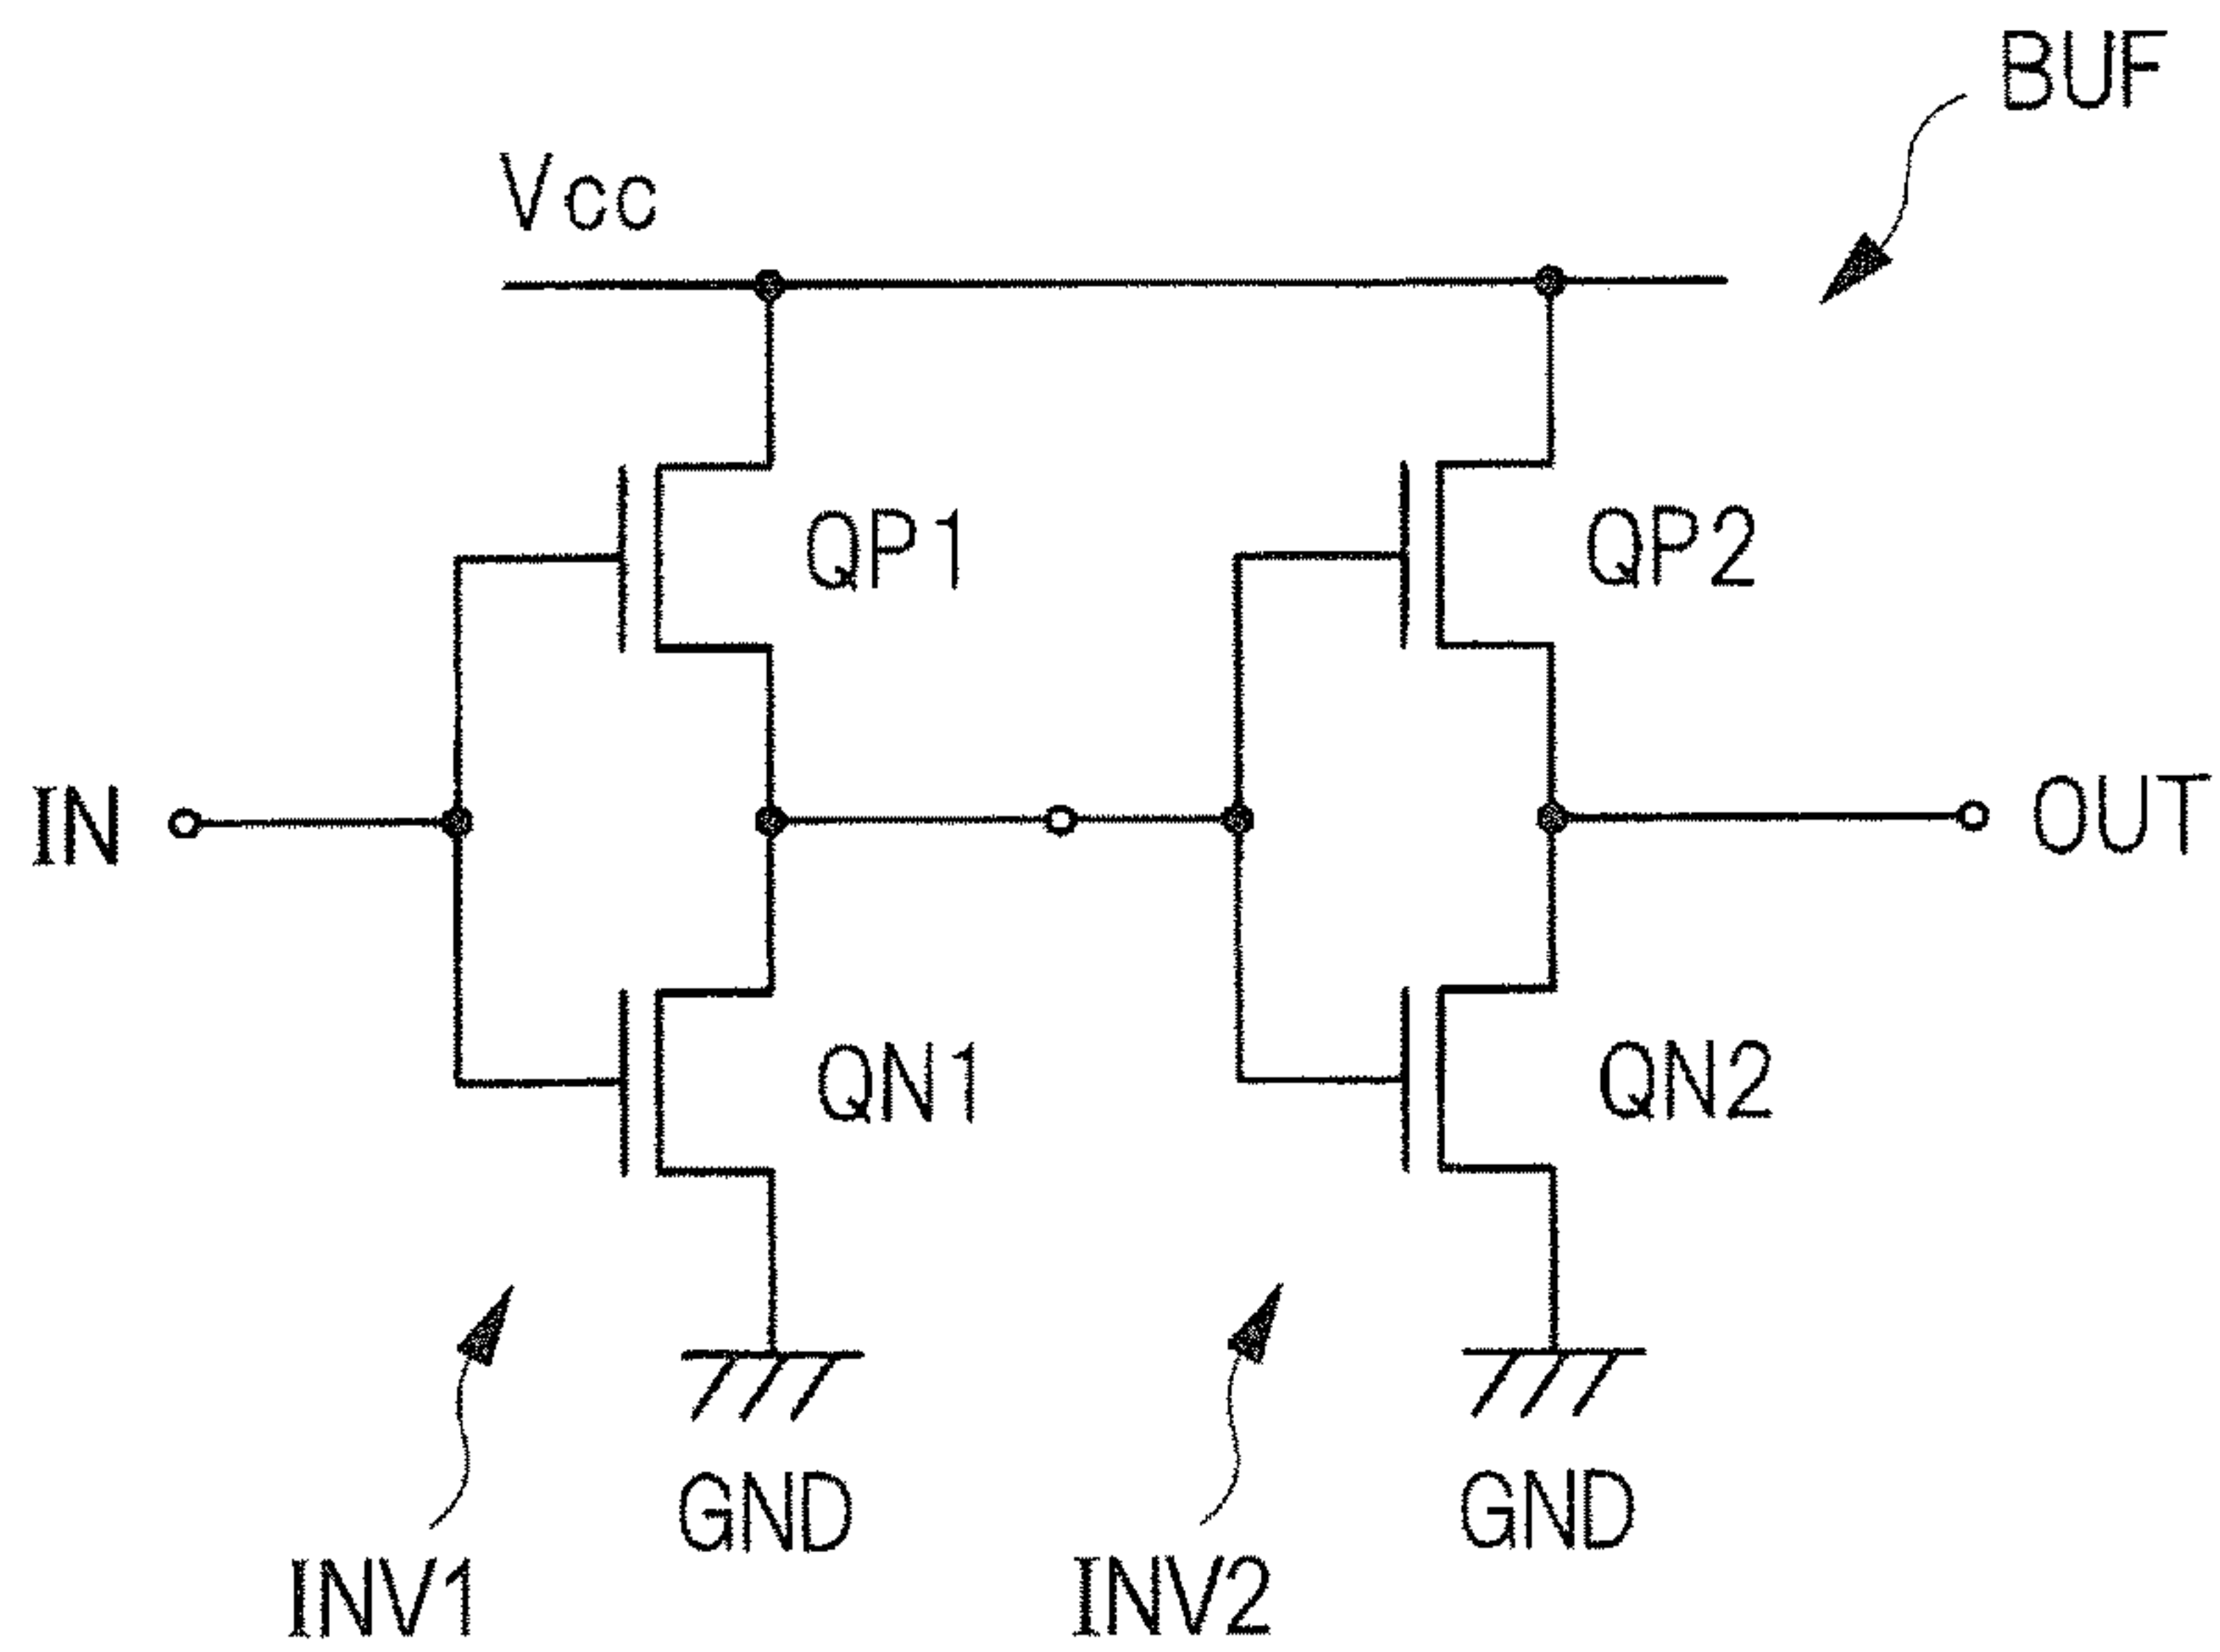 BUF
Vcc
QP1
QP2
IN
OUT
QN1
QN2
GND
GND
INV1
INV2